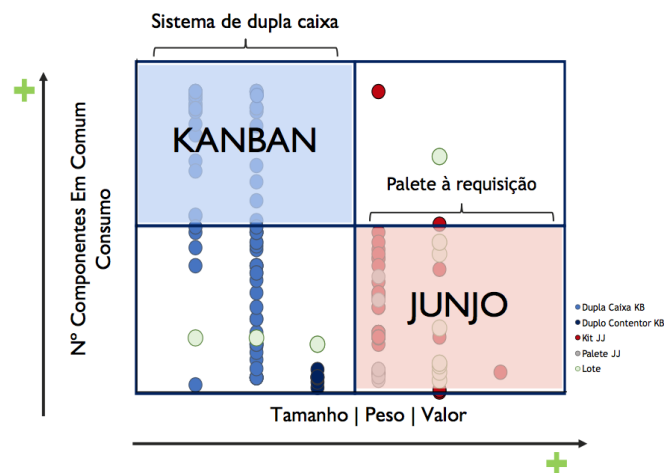 Sistema de dupla caixa
+
KANBAN
Palete à requisição
JUNJO
Nº Componentes Em Comum
Consumo
Dupla Caixa KB
Duplo Contentor KB
Kit JJ
Palete JJ
Lote
Tamanho | Peso | Valor
+